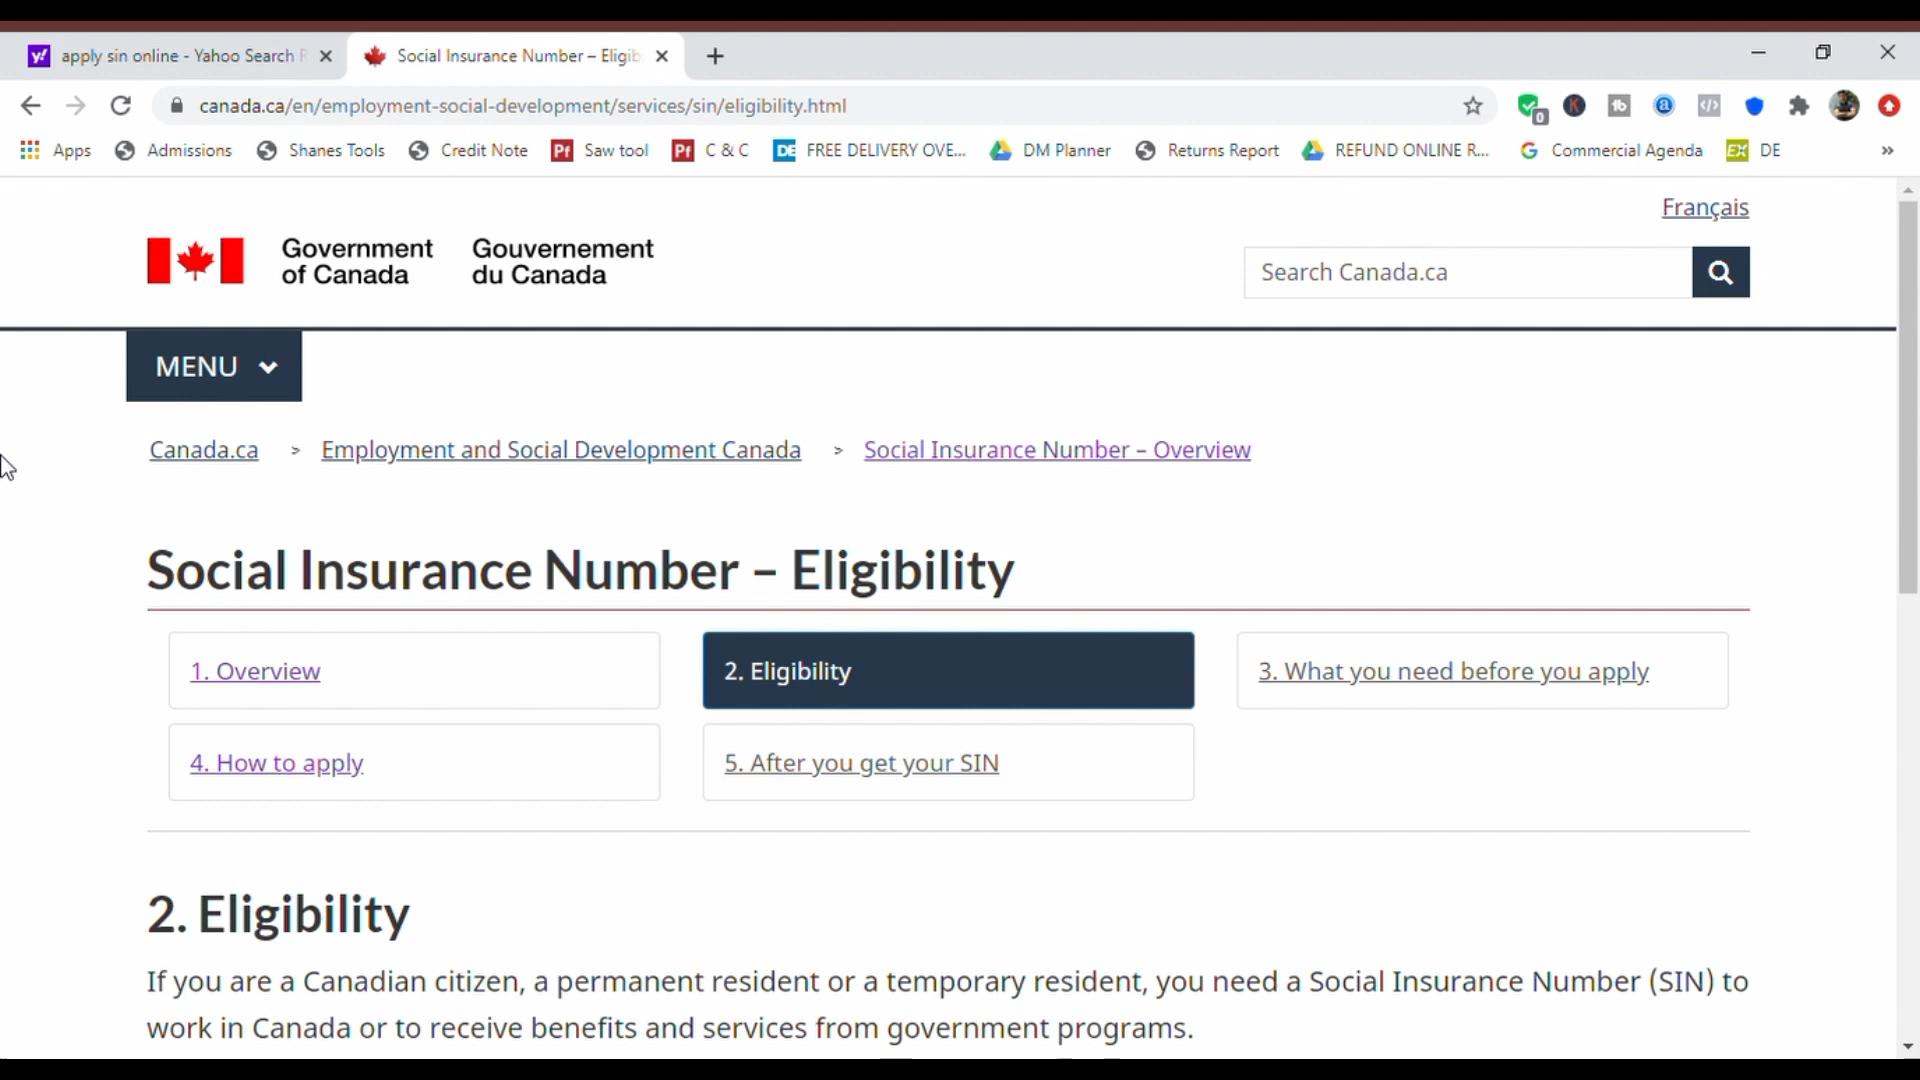 apply sin online - Yahoo Search
Social Insurance Number – Eligib
canada.ca/en/employment-social-development/services/sin/eligibility.html
0
Apps
Admissions
Shanes Tools
Credit Note
Pf Saw tool
Pf C & C
DE FREE DELIVERY OVE...
DM Planner
Returns Report
REFUND ONLINE R...
Commercial Agenda
EX DE
»
Français
Government of Canada
Gouvernement du Canada
Search Canada.ca
MENU
Canada.ca > Employment and Social Development Canada > Social Insurance Number – Overview
Social Insurance Number – Eligibility
1. Overview
2. Eligibility
3. What you need before you apply
4. How to apply
5. After you get your SIN
2. Eligibility
If you are a Canadian citizen, a permanent resident or a temporary resident, you need a Social Insurance Number (SIN) to
work in Canada or to receive benefits and services from government programs.